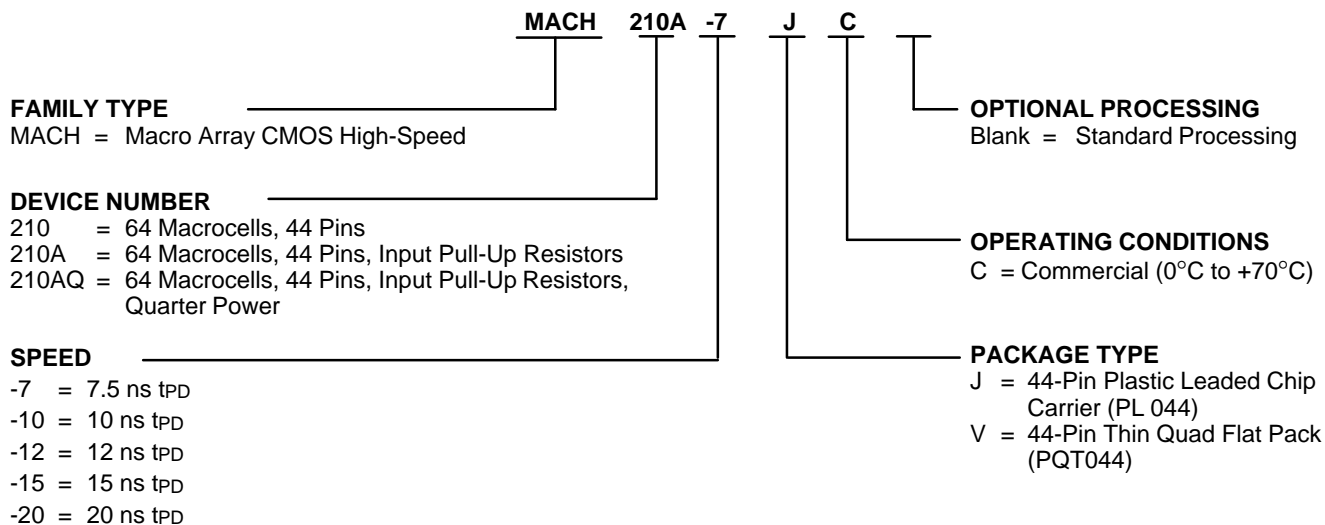 MACH 210A -7 J C
FAMILY TYPE
MACH = Macro Array CMOS High-Speed
DEVICE NUMBER
210 = 64 Macrocells, 44 Pins
210A = 64 Macrocells, 44 Pins, Input Pull-Up Resistors
210AQ = 64 Macrocells, 44 Pins, Input Pull-Up Resistors,
Quarter Power
SPEED
-7 = 7.5 ns tPD
-10 = 10 ns tPD
-12 = 12 ns tPD
-15 = 15 ns tPD
-20 = 20 ns tPD
OPTIONAL PROCESSING
Blank = Standard Processing
OPERATING CONDITIONS
C = Commercial (0°C to +70°C)
PACKAGE TYPE
J = 44-Pin Plastic Leaded Chip
Carrier (PL 044)
V = 44-Pin Thin Quad Flat Pack
(PQT044)